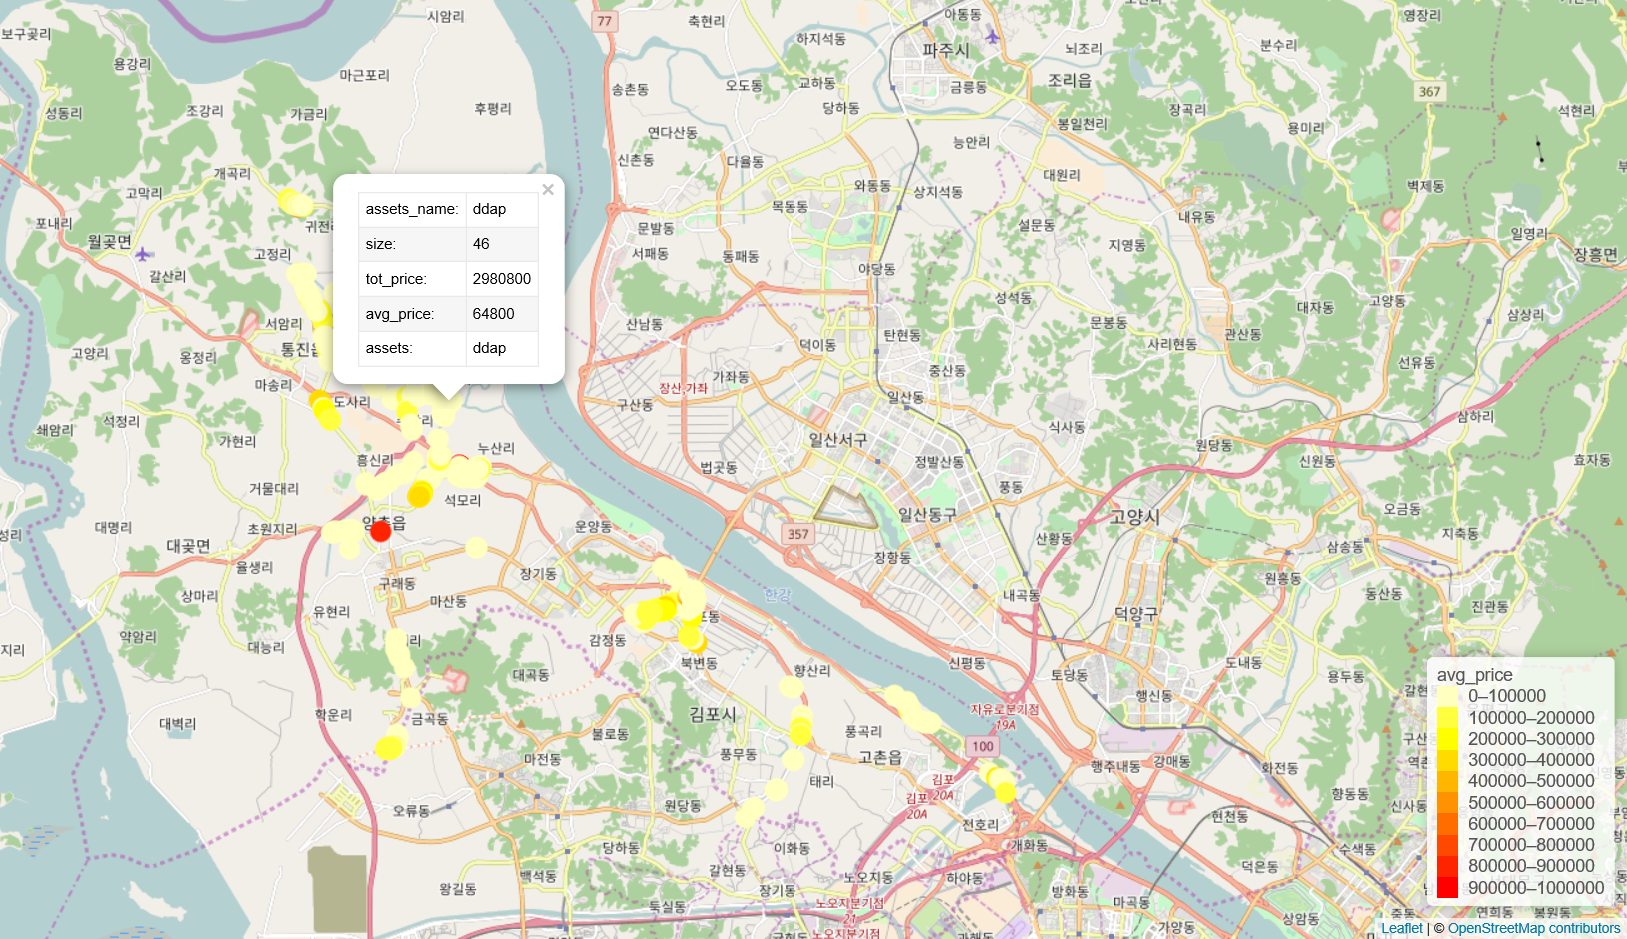 시암리
77
축현리
아동동
영장리
보구곶리
하지석동
파주시
뇌조리
분수리
용강리
마근포리
오도동
교하동
금릉동
조리읍
367
성동리
조강리
가금리
후평리
송촌동
당하동
장곡리
석현리
연다산동
봉일천리
용미리
능안리
신촌동
다율동
개곡리
대원리
고막리
와동동
상지석동
벽제동
포내리
귀전리
목동동
내유동
월곶면
문발동
설문동
일영리
고정리
서패동
동패동
지영동
장흥면
갈산리
야당동
성석동
고양동
대자동
서암리
산남동
문봉동
삼상리
고양리
옹정리
통진읍
덕이동
탄현동
사리현동
관산동
선유동
마송리
가좌동
중산동
장산,가좌
도사리
구산동
일산동
석정리
삼하리
쇄암리
가현리
누산리
일산서구
식사동
원당동
흥신리
법곳동
정발산동
신원동
효자동
거물대리
석모리
풍동
대명리
초원지리
양촌읍
운양동
일산동구
고양시
오금동
357
지축동
대곶면
산황동
삼송동
율생리
장기동
장항동
원흥동
구래동
상마리
한강
내곡동
동산동
유현리
마산동
덕양구
진관동
약암리
감정동
대능리
북변동
신평동
도내동
대곡동
향산리
토당동
용두동
행신동
학운리
금곡동
김포시
자유로분기점
19A
대벽리
불로동
풍무동
풍곡리
고촌읍
100
마전동
행주내동
강매동
화전동
태리
김포
20A
김포
20A
향동동
오류동
원당동
전호리
현천동
당하동
이화동
개화동
수색동
갈현동
덕은동
왕길동
백석동
장기동
노오지동
하야동
방화동
마곡동
둑실동
노오지분기점
21
가양동
상암동
연희동
assets_name: ddap
size: 46
tot_price: 2980800
avg_price: 64800
assets: ddap
×
avg_price
0–100000
100000–200000
200000–300000
300000–400000
400000–500000
500000–600000
600000–700000
700000–800000
800000–900000
900000–1000000
Leaflet | © OpenStreetMap contributors